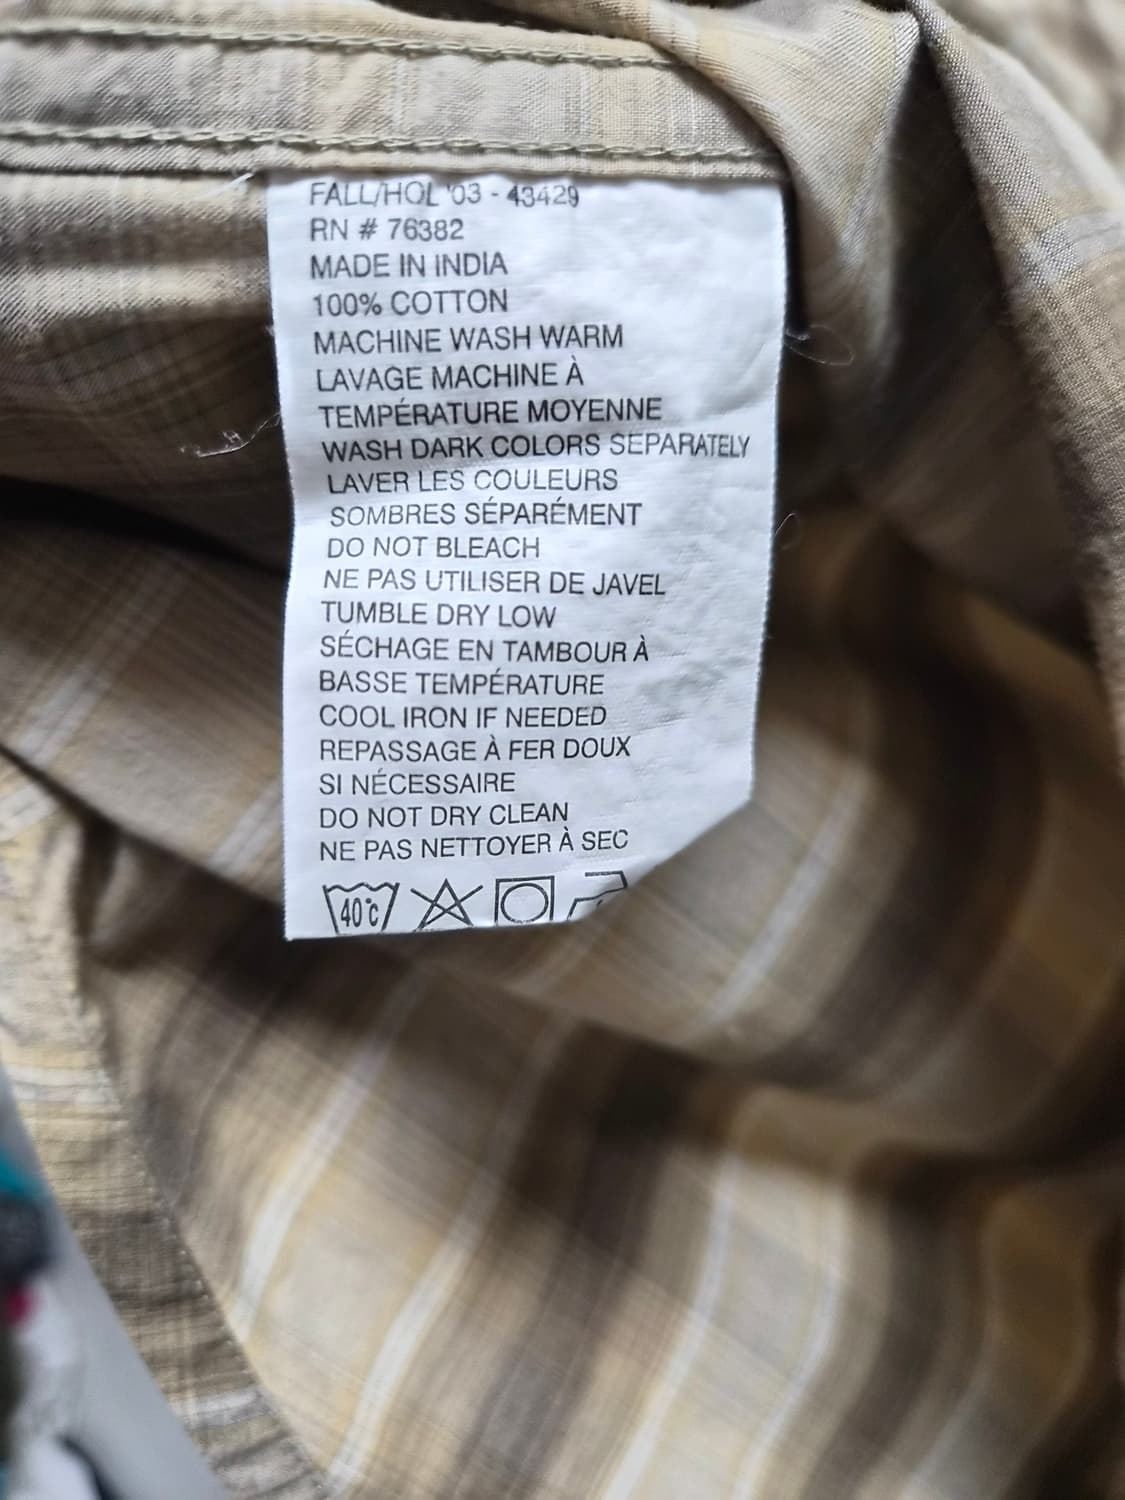 FALL/HOL '03 - 43429
RN # 76382
MADE IN INDIA
100% COTTON
MACHINE WASH WARM
LAVAGE MACHINE À
TEMPÉRATURE MOYENNE
WASH DARK COLORS SEPARATELY
LAVER LES COULEURS
SOMBRES SÉPARÉMENT
DO NOT BLEACH
NE PAS UTILISER DE JAVEL
TUMBLE DRY LOW
SÉCHAGE EN TAMBOUR À
BASSE TEMPÉRATURE
COOL IRON IF NEEDED
REPASSAGE À FER DOUX
SI NÉCESSAIRE
DO NOT DRY CLEAN
NE PAS NETTOYER À SEC
40°C